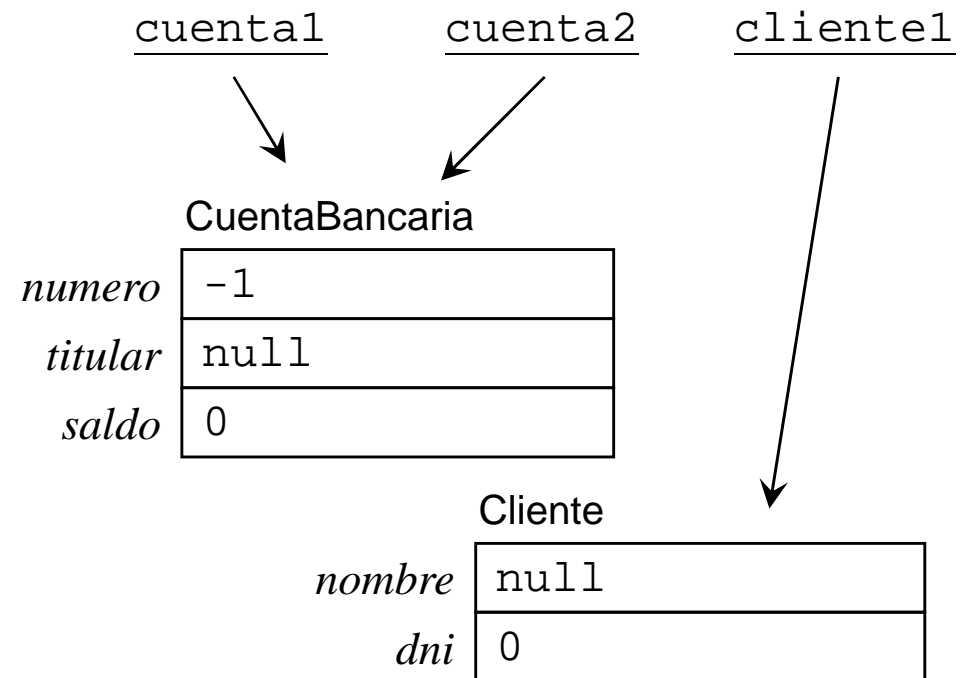 cuenta1 cuenta2 cliente1
CuentaBancaria
numero -1
titular null
saldo 0
Cliente
nombre null
dni 0